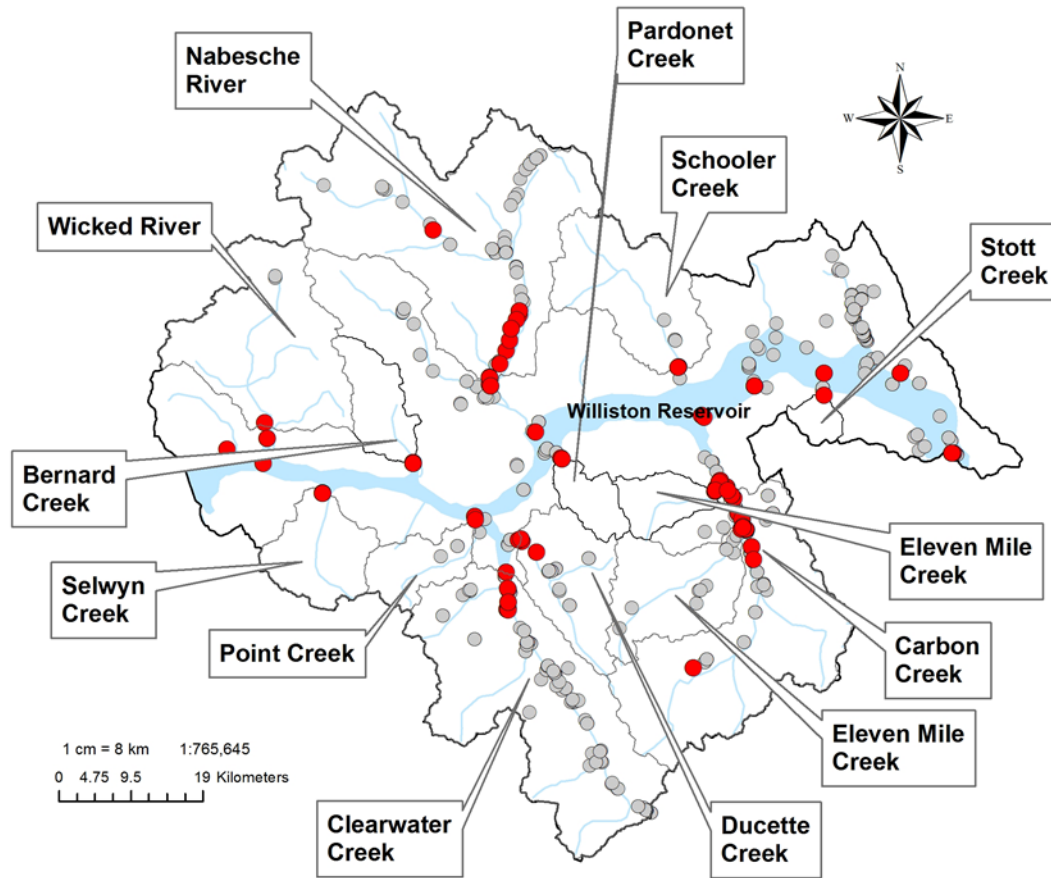 Pardonet
Creek
Nabesche
River
N
W
E
S
Schooler
Creek
Wicked River
Stott
Creek
Williston Reservoir
Bernard
Creek
Eleven Mile
Creek
Selwyn
Creek
Point Creek
Carbon
Creek
Eleven Mile
Creek
1 cm = 8 km 1:765,645
0 4.75 9.5 19 Kilometers
Clearwater
Creek
Ducette
Creek